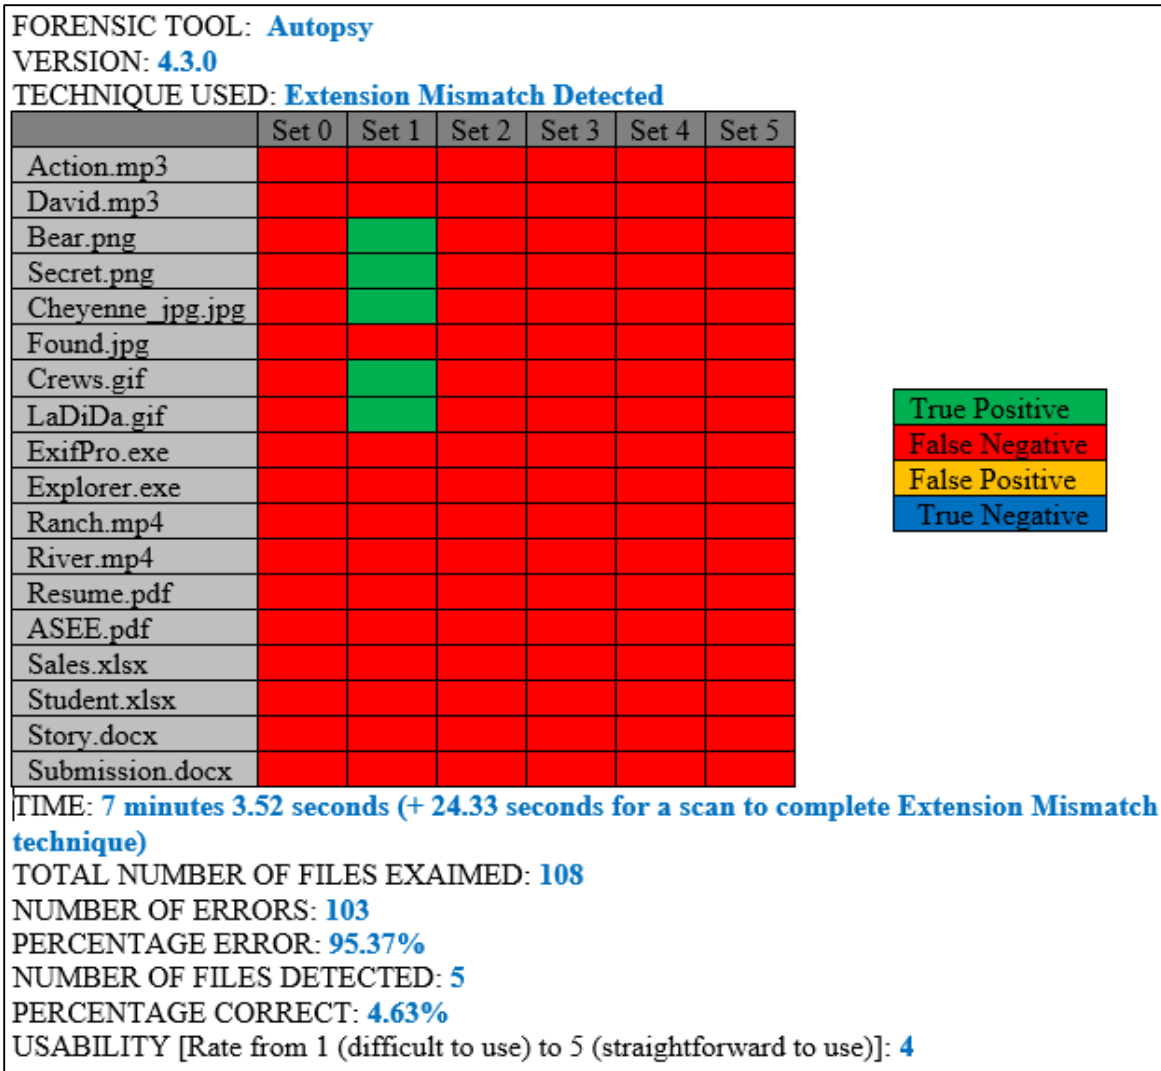 FORENSIC TOOL: Autopsy
VERSION: 4.3.0
TECHNIQUE USED: Extension Mismatch Detected
Set 0 Set 1 Set 2 Set 3 Set 4 Set 5
Action.mp3
David.mp3
Bear.png
Secret.png
Cheyenne_jpg.jpg
Found.jpg
Crews.gif
LaDiDa.gif
ExifPro.exe
Explorer.exe
Ranch.mp4
River.mp4
Resume.pdf
ASEE.pdf
Sales.xlsx
Student.xlsx
Story.docx
Submission.docx
True Positive
False Negative
False Positive
True Negative
TIME: 7 minutes 3.52 seconds (+ 24.33 seconds for a scan to complete Extension Mismatch
technique)
TOTAL NUMBER OF FILES EXAIMED: 108
NUMBER OF ERRORS: 103
PERCENTAGE ERROR: 95.37%
NUMBER OF FILES DETECTED: 5
PERCENTAGE CORRECT: 4.63%
USABILITY [Rate from 1 (difficult to use) to 5 (straightforward to use)]: 4